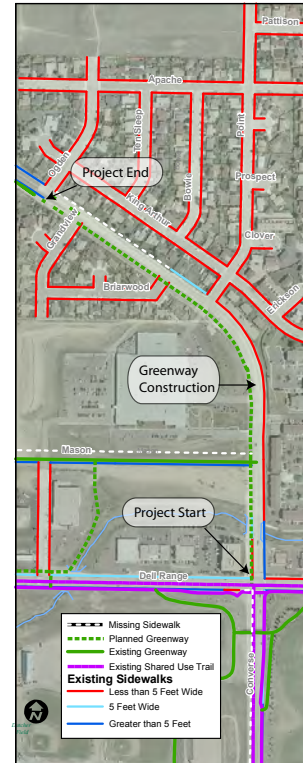 Pattison
Apache
Ogden
TenSleep
Bowie
Point
Project End
Prospect
King Arthur
Grandview
Clover
Erickson
Briarwood
Greenway
Construction
Mason
Project Start
Dell Range
Converse
Missing Sidewalk
Planned Greenway
Existing Greenway
Existing Shared Use Trail
Existing Sidewalks
Less than 5 Feet Wide
5 Feet Wide
Greater than 5 Feet
N